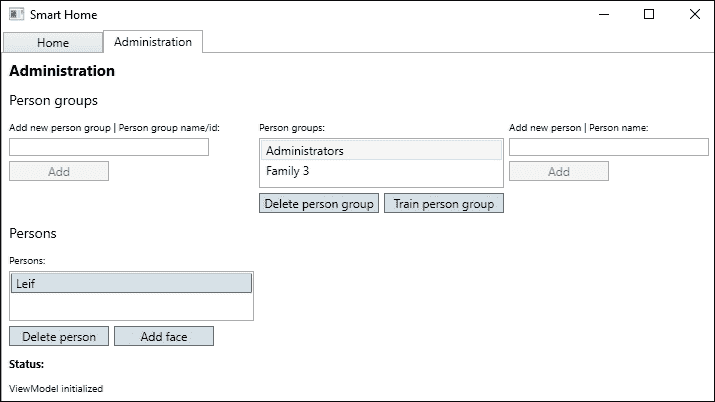 Smart Home
Home
Administration
Administration
Person groups
Add new person group | Person group name/id:
Person groups:
Add new person | Person name:
Administrators
Family 3
Add
Add
Delete person group
Train person group
Persons
Persons:
Leif
Delete person
Add face
Status:
ViewModel initialized